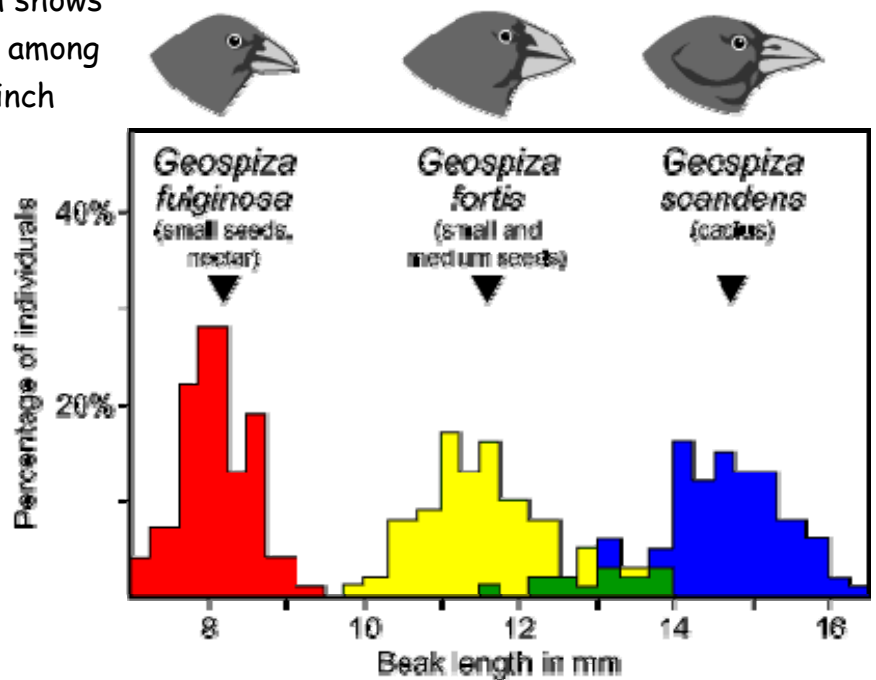 shows
among
inch
Geospiza
fulginosa
(small seeds,
nectar)
Geospiza
fortis
(small and
medium seeds)
Geospiza
scandens
(cactus)
Percentage of individuals
40%
20%
8
10
12
14
16
Beak length in mm